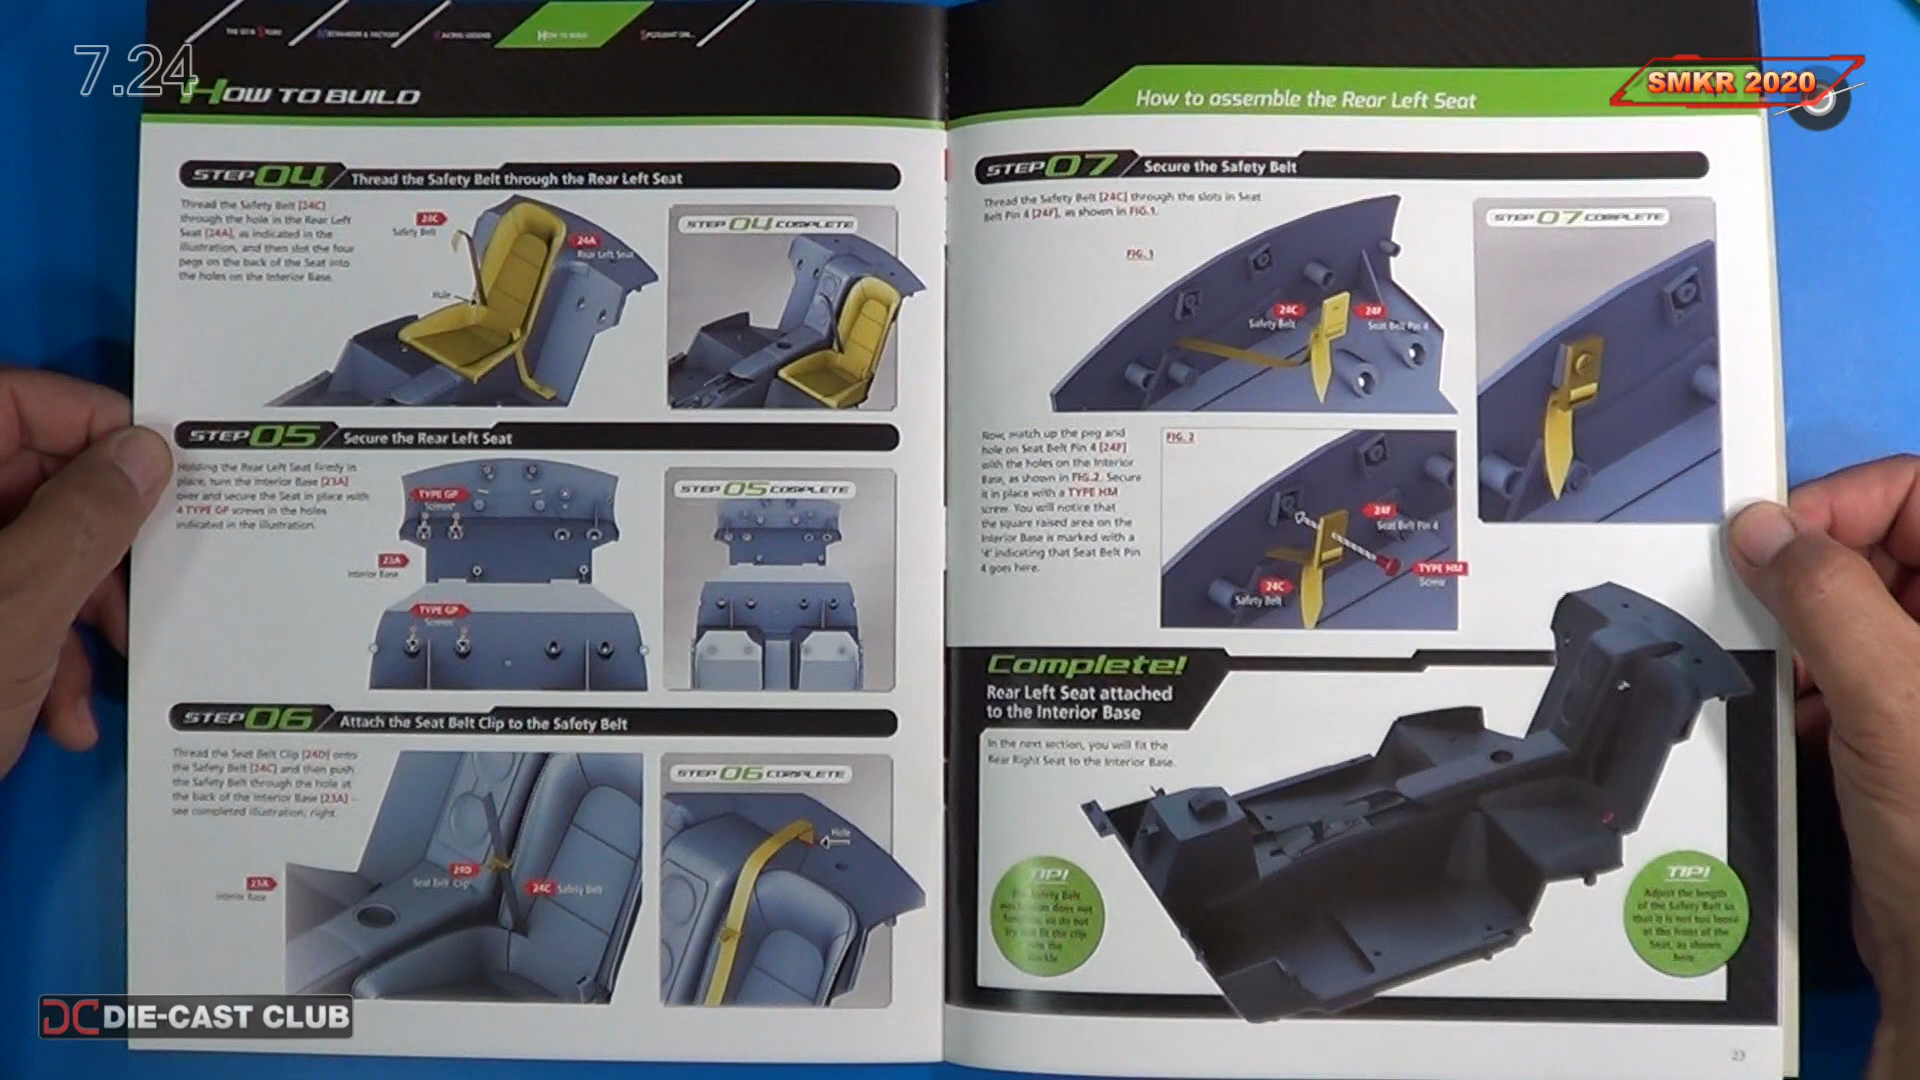 7.24
SMKR 2020
HOW TO BUILD
How to assemble the Rear Left Seat
STEP 04 Thread the Safety Belt through the Rear Left Seat
Thread the Safety Belt [24C]
through the hole in the Rear Left
Seat [24A], as indicated in the
illustration, and then slot the four
pegs on the back of the Seat into
the holes on the Interior Base.
24C
Safety Belt
24A
Rear Left Seat
Hole
STEP 04 COMPLETE
STEP 05 Secure the Rear Left Seat
Holding the Rear Left Seat firmly in
place, turn the Interior Base [23A]
over and secure the Seat in place with
4 TYPE GP screws in the holes
indicated in the illustration.
TYPE GP
Screws
23A
Interior Base
TYPE GP
Screws
STEP 05 COMPLETE
STEP 06 Attach the Seat Belt Clip to the Safety Belt
Thread the Seat Belt Clip [24D] onto
the Safety Belt [24C] and then push
the Safety Belt through the hole at
the back of the Interior Base [23A] –
see completed illustration, right.
24D
Seat Belt Clip
24C Safety Belt
23A
Interior Base
STEP 06 COMPLETE
Hole
STEP 07 Secure the Safety Belt
Thread the Safety Belt [24C] through the slots in Seat
Belt Pin 4 [24F], as shown in FIG.1.
FIG. 1
24C
Safety Belt
24F
Seat Belt Pin 4
STEP 07 COMPLETE
Now, match up the peg and
hole on Seat Belt Pin 4 [24F]
with the holes on the Interior
Base, as shown in FIG.2. Secure
it in place with a TYPE HM
screw. You will notice that
the square raised area on the
Interior Base is marked with a
'4' indicating that Seat Belt Pin
4 goes here.
FIG. 2
24F
Seat Belt Pin 4
TYPE HM
Screw
24C
Safety Belt
Complete!
Rear Left Seat attached
to the Interior Base
In the next section, you will fit the
Rear Right Seat to the Interior Base.
TIP!
Safety Belt
does not
do not
fit the clip
the
buckle
TIP!
Adjust the length
of the Safety Belt so
that it is not too loose
at the front of the
Seat, as shown
here.
DC DIE-CAST CLUB
23